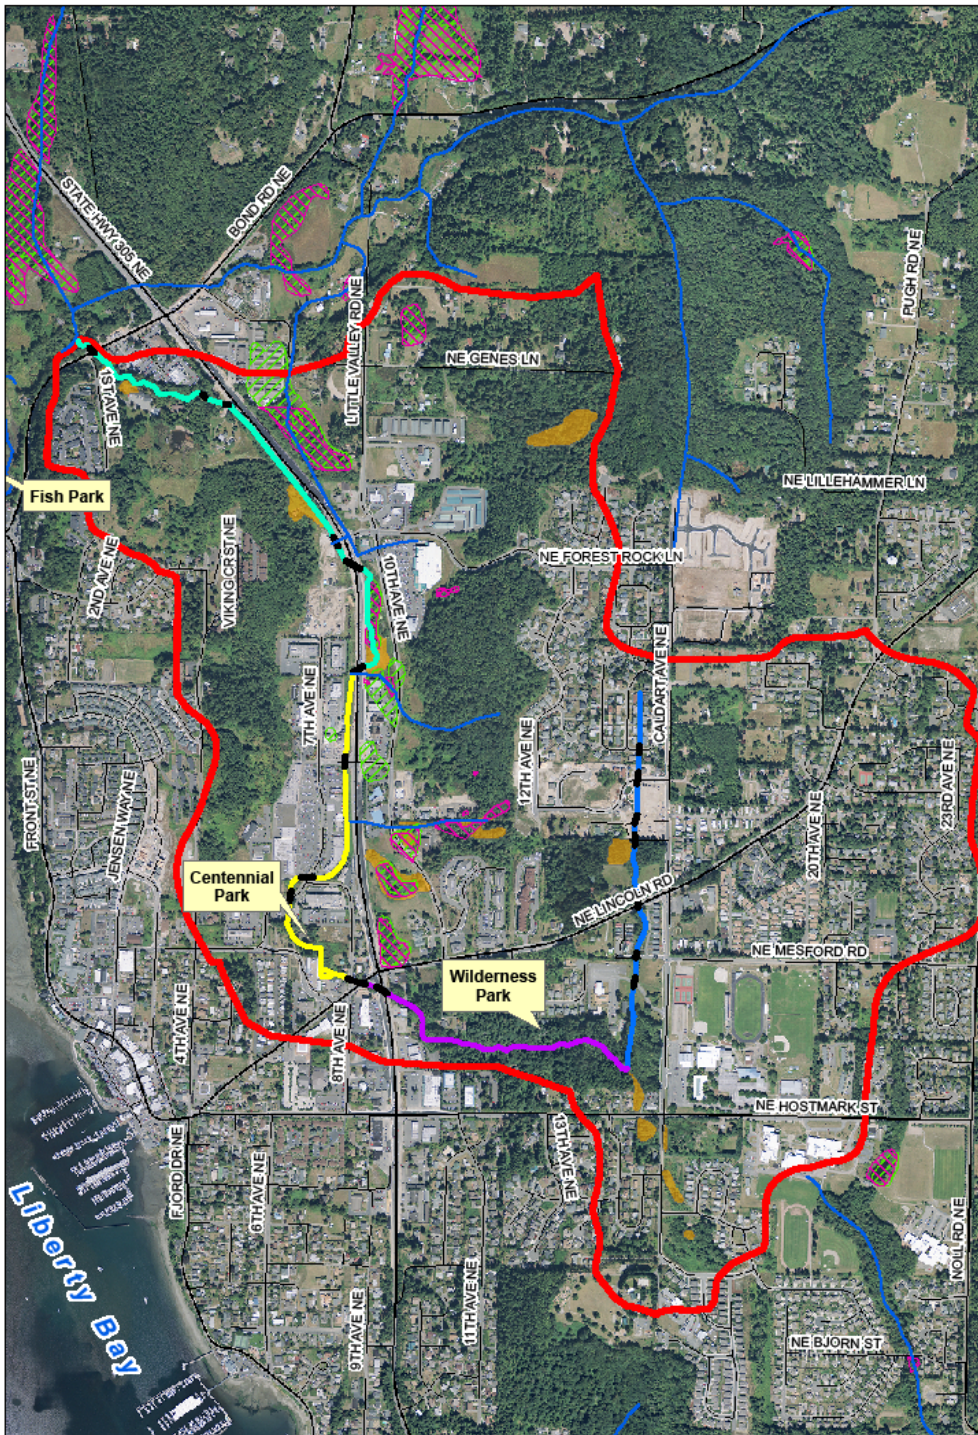 STATE HWY 305 NE
BOND RD NE
PUGH RD NE
LITTLE VALLEY RD NE
NE GENES LN
1ST AVE NE
Fish Park
NE LILLEHAMMER LN
2ND AVE NE
VIKING CRST NE
10TH AVE NE
NE FOREST ROCK LN
CALDART AVE NE
7TH AVE NE
12TH AVE NE
FRONT ST NE
JENSEN WAY NE
20TH AVE NE
23RD AVE NE
Centennial
Park
NE LINCOLN RD
NE MESFORD RD
Wilderness
Park
4TH AVE NE
8TH AVE NE
NE HOSTMARK ST
13TH AVE NE
FJORD DR NE
6TH AVE NE
Liberty Bay
9TH AVE NE
11TH AVE NE
NOLL RD NE
NE BJORN ST